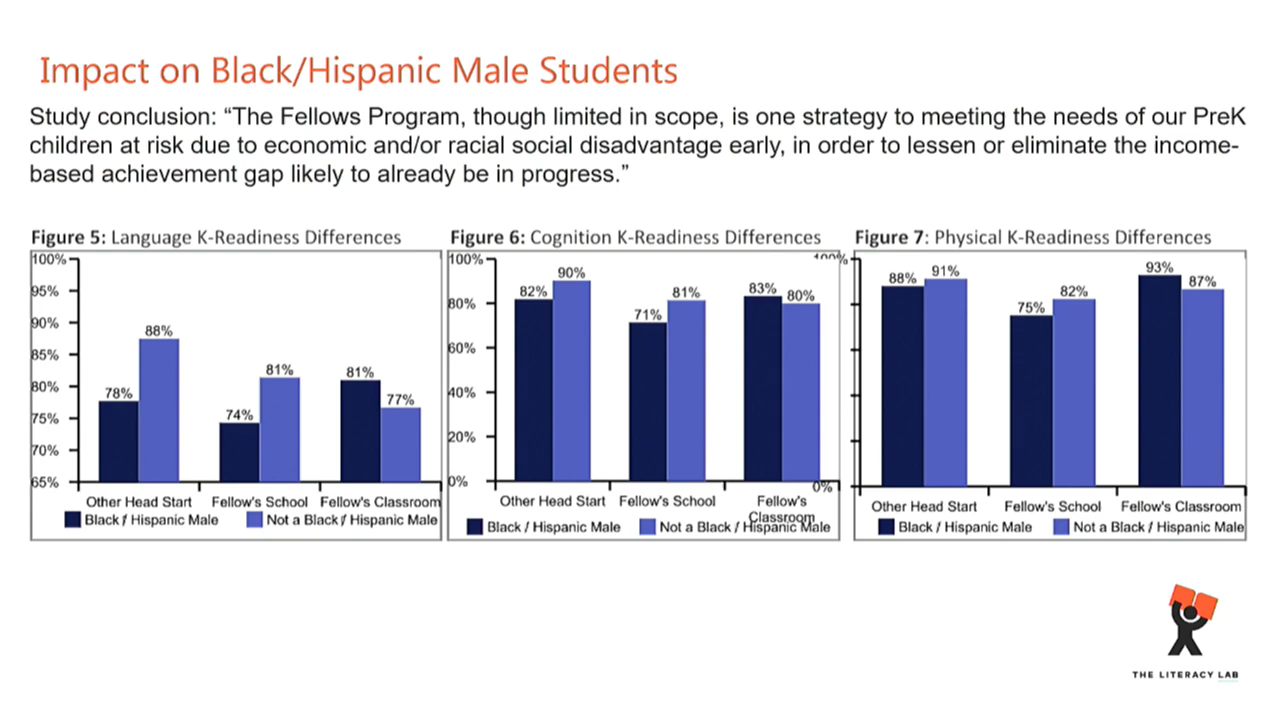 Impact on Black/Hispanic Male Students
Study conclusion: “The Fellows Program, though limited in scope, is one strategy to meeting the needs of our PreK
children at risk due to economic and/or racial social disadvantage early, in order to lessen or eliminate the income-
based achievement gap likely to already be in progress.”
Figure 5: Language K-Readiness Differences
100%
95%
90%
85%
80%
75%
70%
65%
78%
88%
74%
81%
81%
77%
Other Head Start
Fellow's School
Fellow's Classroom
Black / Hispanic Male
Not a Black / Hispanic Male
Figure 6: Cognition K-Readiness Differences
100%
80%
60%
40%
20%
0%
82%
90%
71%
81%
83%
80%
Other Head Start
Fellow's School
Fellow's
Classroom
Black / Hispanic Male
Not a Black / Hispanic Male
Figure 7: Physical K-Readiness Differences
100%
0%
88%
91%
75%
82%
93%
87%
Other Head Start
Fellow's School
Fellow's Classroom
Black / Hispanic Male
Not a Black / Hispanic Male
THE LITERACY LAB